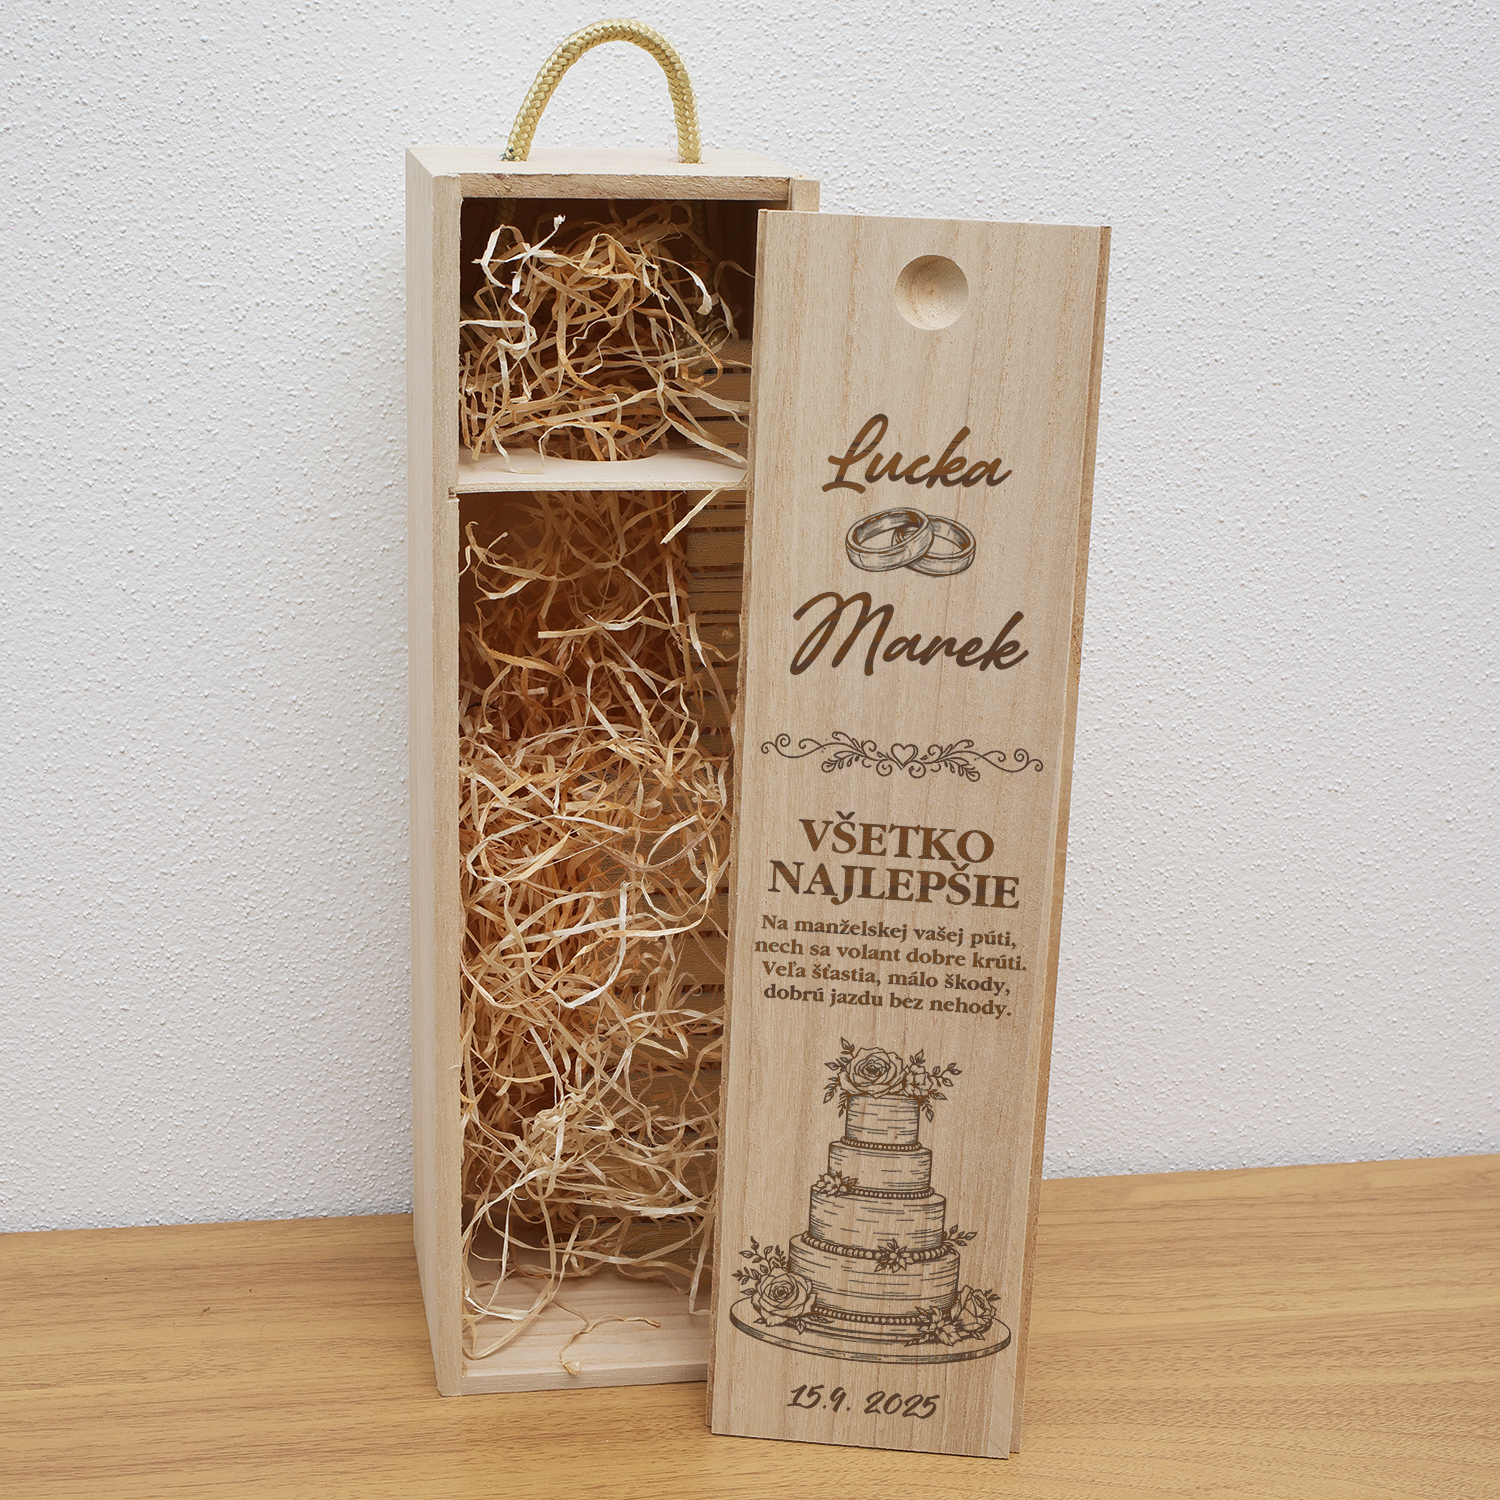 Lucka
Marek
VŠETKO
NAJLEPŠIE
Na manželskej vašej púti,
nech sa volant dobre krúti.
Veľa šťastia, málo škody,
dobrú jazdu bez nehody.
15.9. 2025